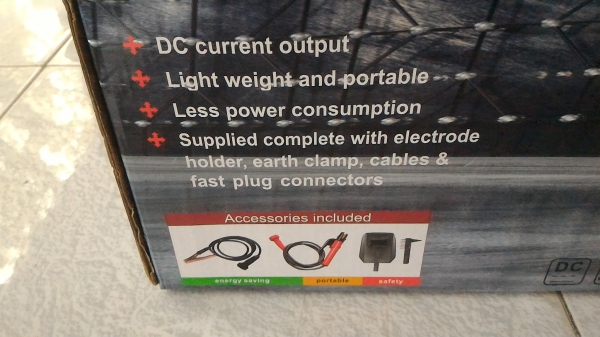 DC current output
Light weight and portable
Less power consumption
Supplied complete with electrode
holder, earth clamp, cables &
fast plug connectors
Accessories included
energy saving portable safety
DC